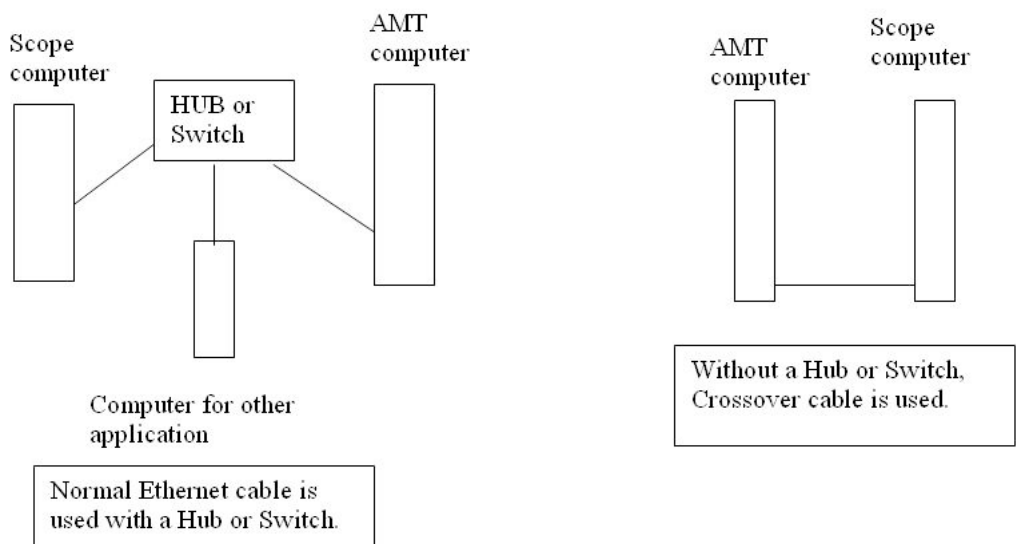 Scope
computer
HUB or
Switch
AMT
computer
Computer for other
application
Normal Ethernet cable is
used with a Hub or Switch.
AMT
computer
Scope
computer
Without a Hub or Switch,
Crossover cable is used.